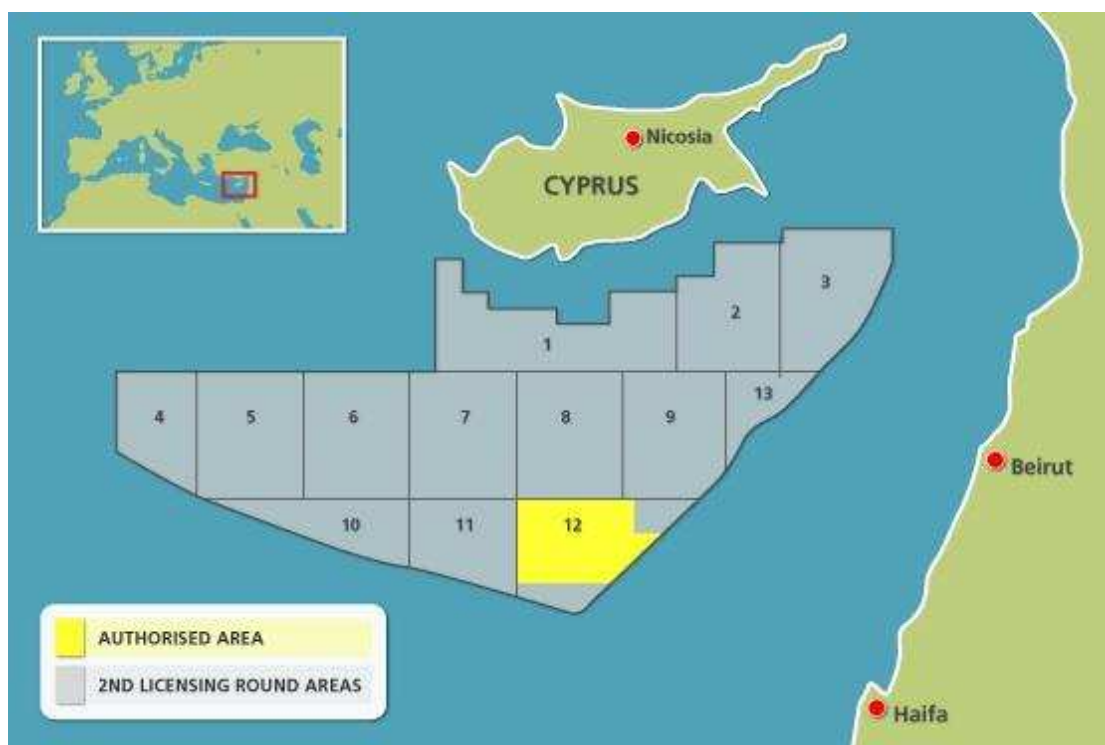 Nicosia
CYPRUS
3
2
1
13
4
5
6
7
8
9
Beirut
10
11
12
AUTHORISED AREA
2ND LICENSING ROUND AREAS
Haifa